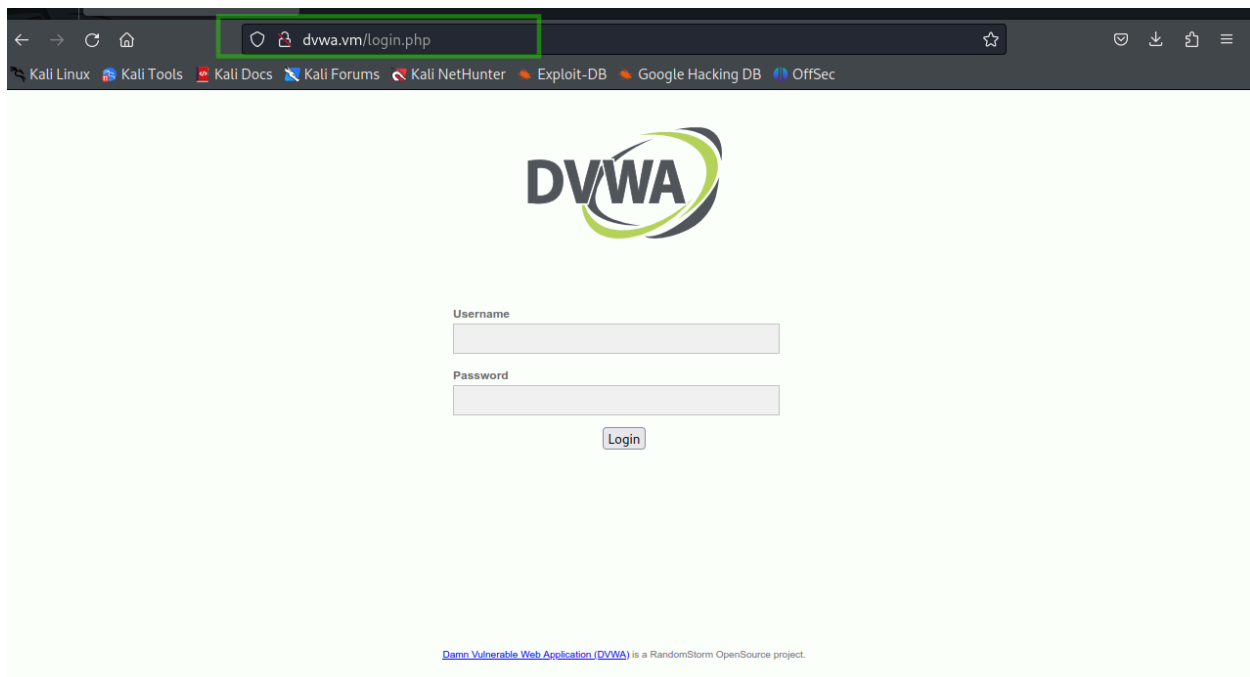 dvwa.vm/login.php
Kali Linux Kali Tools Kali Docs Kali Forums Kali NetHunter Exploit-DB Google Hacking DB OffSec
DVWA
Username
Password
Login
Damn Vulnerable Web Application (DVWA) is a RandomStorm OpenSource project.